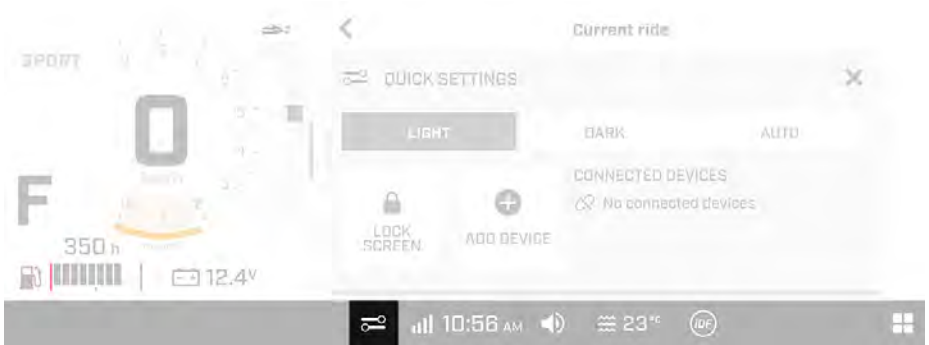 Current ride
SPORT
QUICK SETTINGS
LIGHT
DARK
AUTO
0
CONNECTED DEVICES
No connected devices
F
LOCK
SCREEN
ADD DEVICE
350 h
12.4V
10:56 AM
23°C
iDF